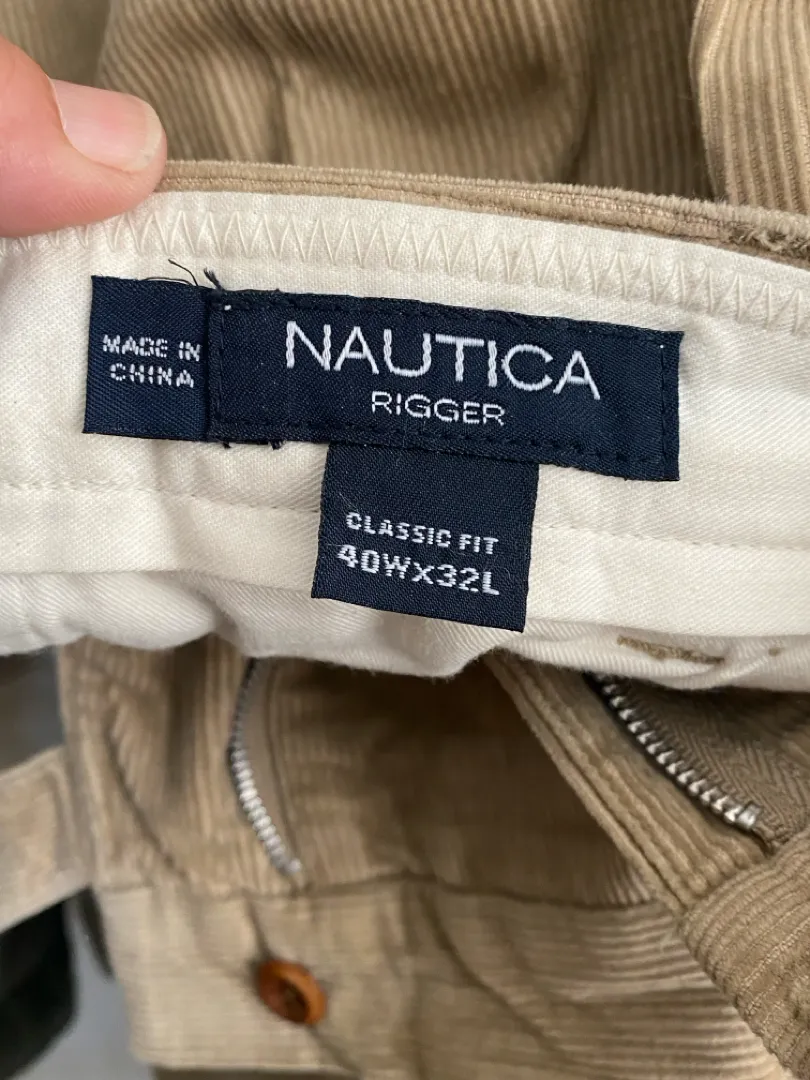 MADE IN
CHINA
NAUTICA
RIGGER
CLASSIC FIT
40Wx32L